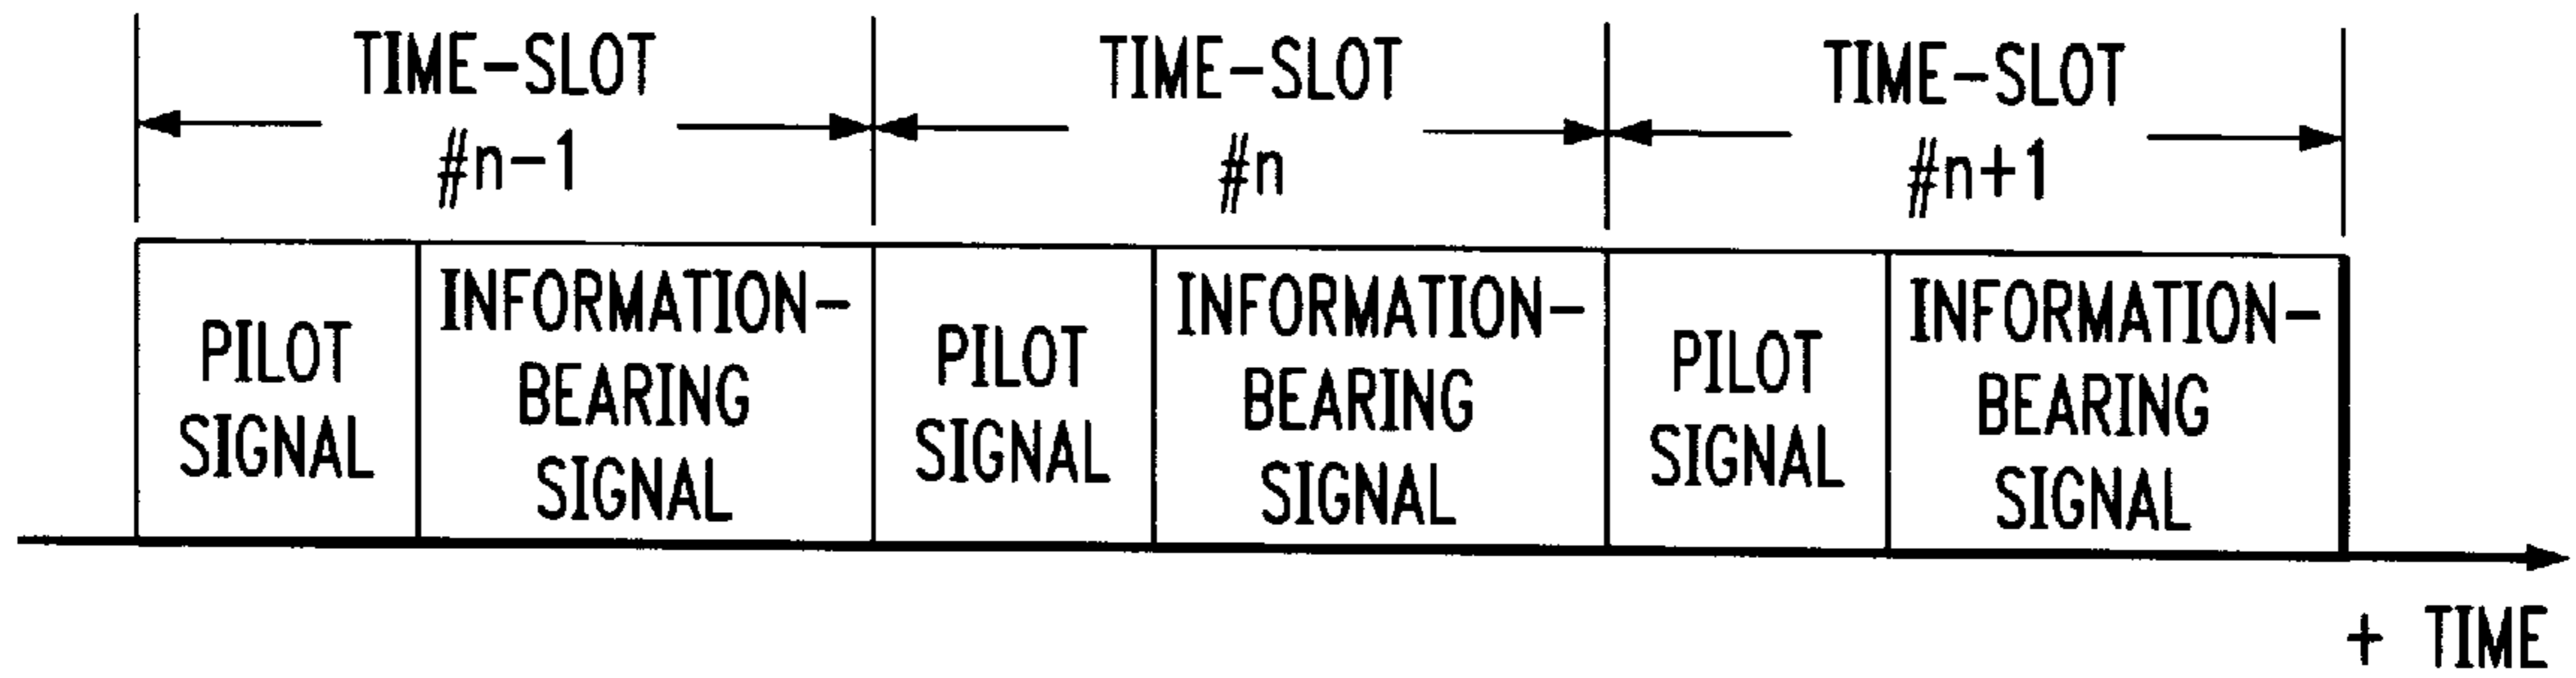 TIME-SLOT
#n-1
TIME-SLOT
#n
TIME-SLOT
#n+1
PILOT
SIGNAL
INFORMATION-
BEARING
SIGNAL
PILOT
SIGNAL
INFORMATION-
BEARING
SIGNAL
PILOT
SIGNAL
INFORMATION-
BEARING
SIGNAL
+ TIME